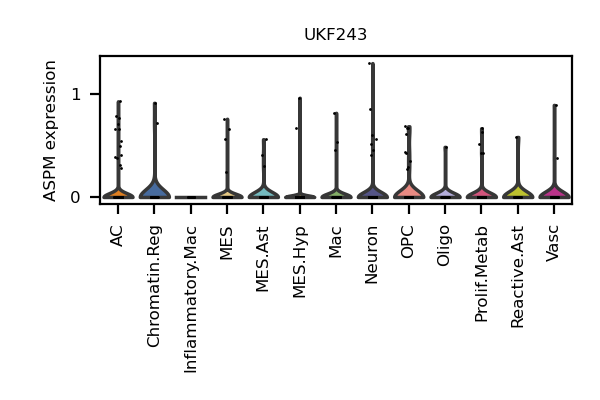 UKF243
ASPM expression
1
0
AC
Chromatin.Reg
Inflammatory.Mac
MES
MES.Ast
MES.Hyp
Mac
Neuron
OPC
Oligo
Prolif.Metab
Reactive.Ast
Vasc